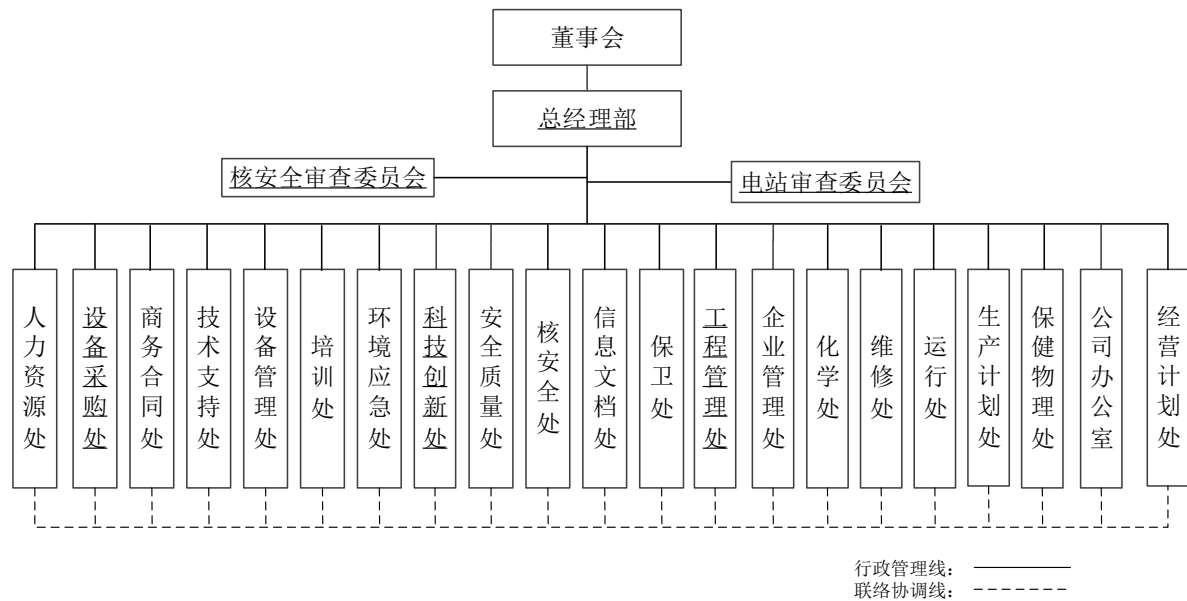 董事会
总经理部
核安全审查委员会
电站审查委员会
人力资源处
设备采购处
商务合同处
技术支持处
设备管理处
培训处
环境应急处
科技创新处
安全质量处
核安全处
信息文档处
保卫处
工程管理处
企业管理处
化学处
维修处
运行处
生产计划处
保健物理处
公司办公室
经营计划处
行政管理线：
联络协调线：